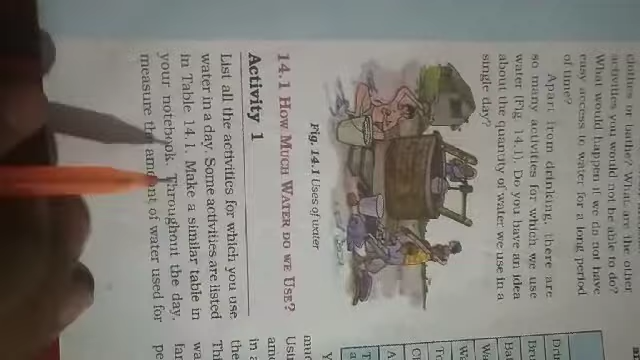 clothes or bathe? What are the other
activities you would not be able to do?
What would happen if we do not have
easy access to water for a long period
of time?
Apart from drinking, there are
so many activities for which we use
water (Fig. 14.1). Do you have an idea
about the quantity of water we use in a
single day?
Fig. 14.1 Uses of water
14.1 HOW MUCH WATER DO WE USE?
Activity 1
List all the activities for which you use
water in a day. Some activities are listed
in Table 14.1. Make a similar table in
your notebook. Throughout the day,
measure the amount of water used for